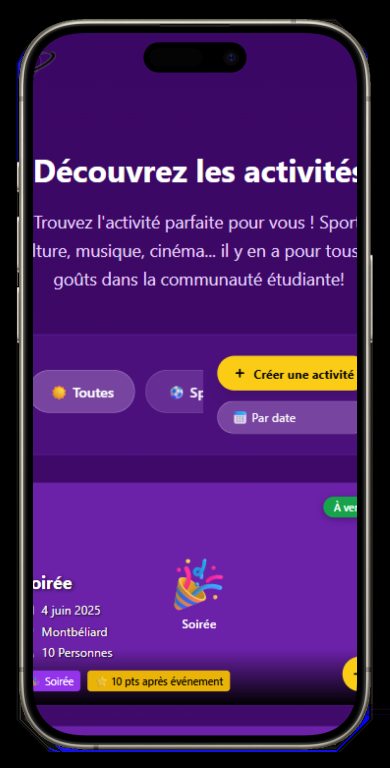 Découvrez les activités
Trouvez l'activité parfaite pour vous ! Sport
lture, musique, cinéma... il y en a pour tous
goûts dans la communauté étudiante!
Toutes
Sp
+ Créer une activité
Par date
À ver
oirée
4 juin 2025
Montbéliard
10 Personnes
Soirée
Soirée
10 pts après événement